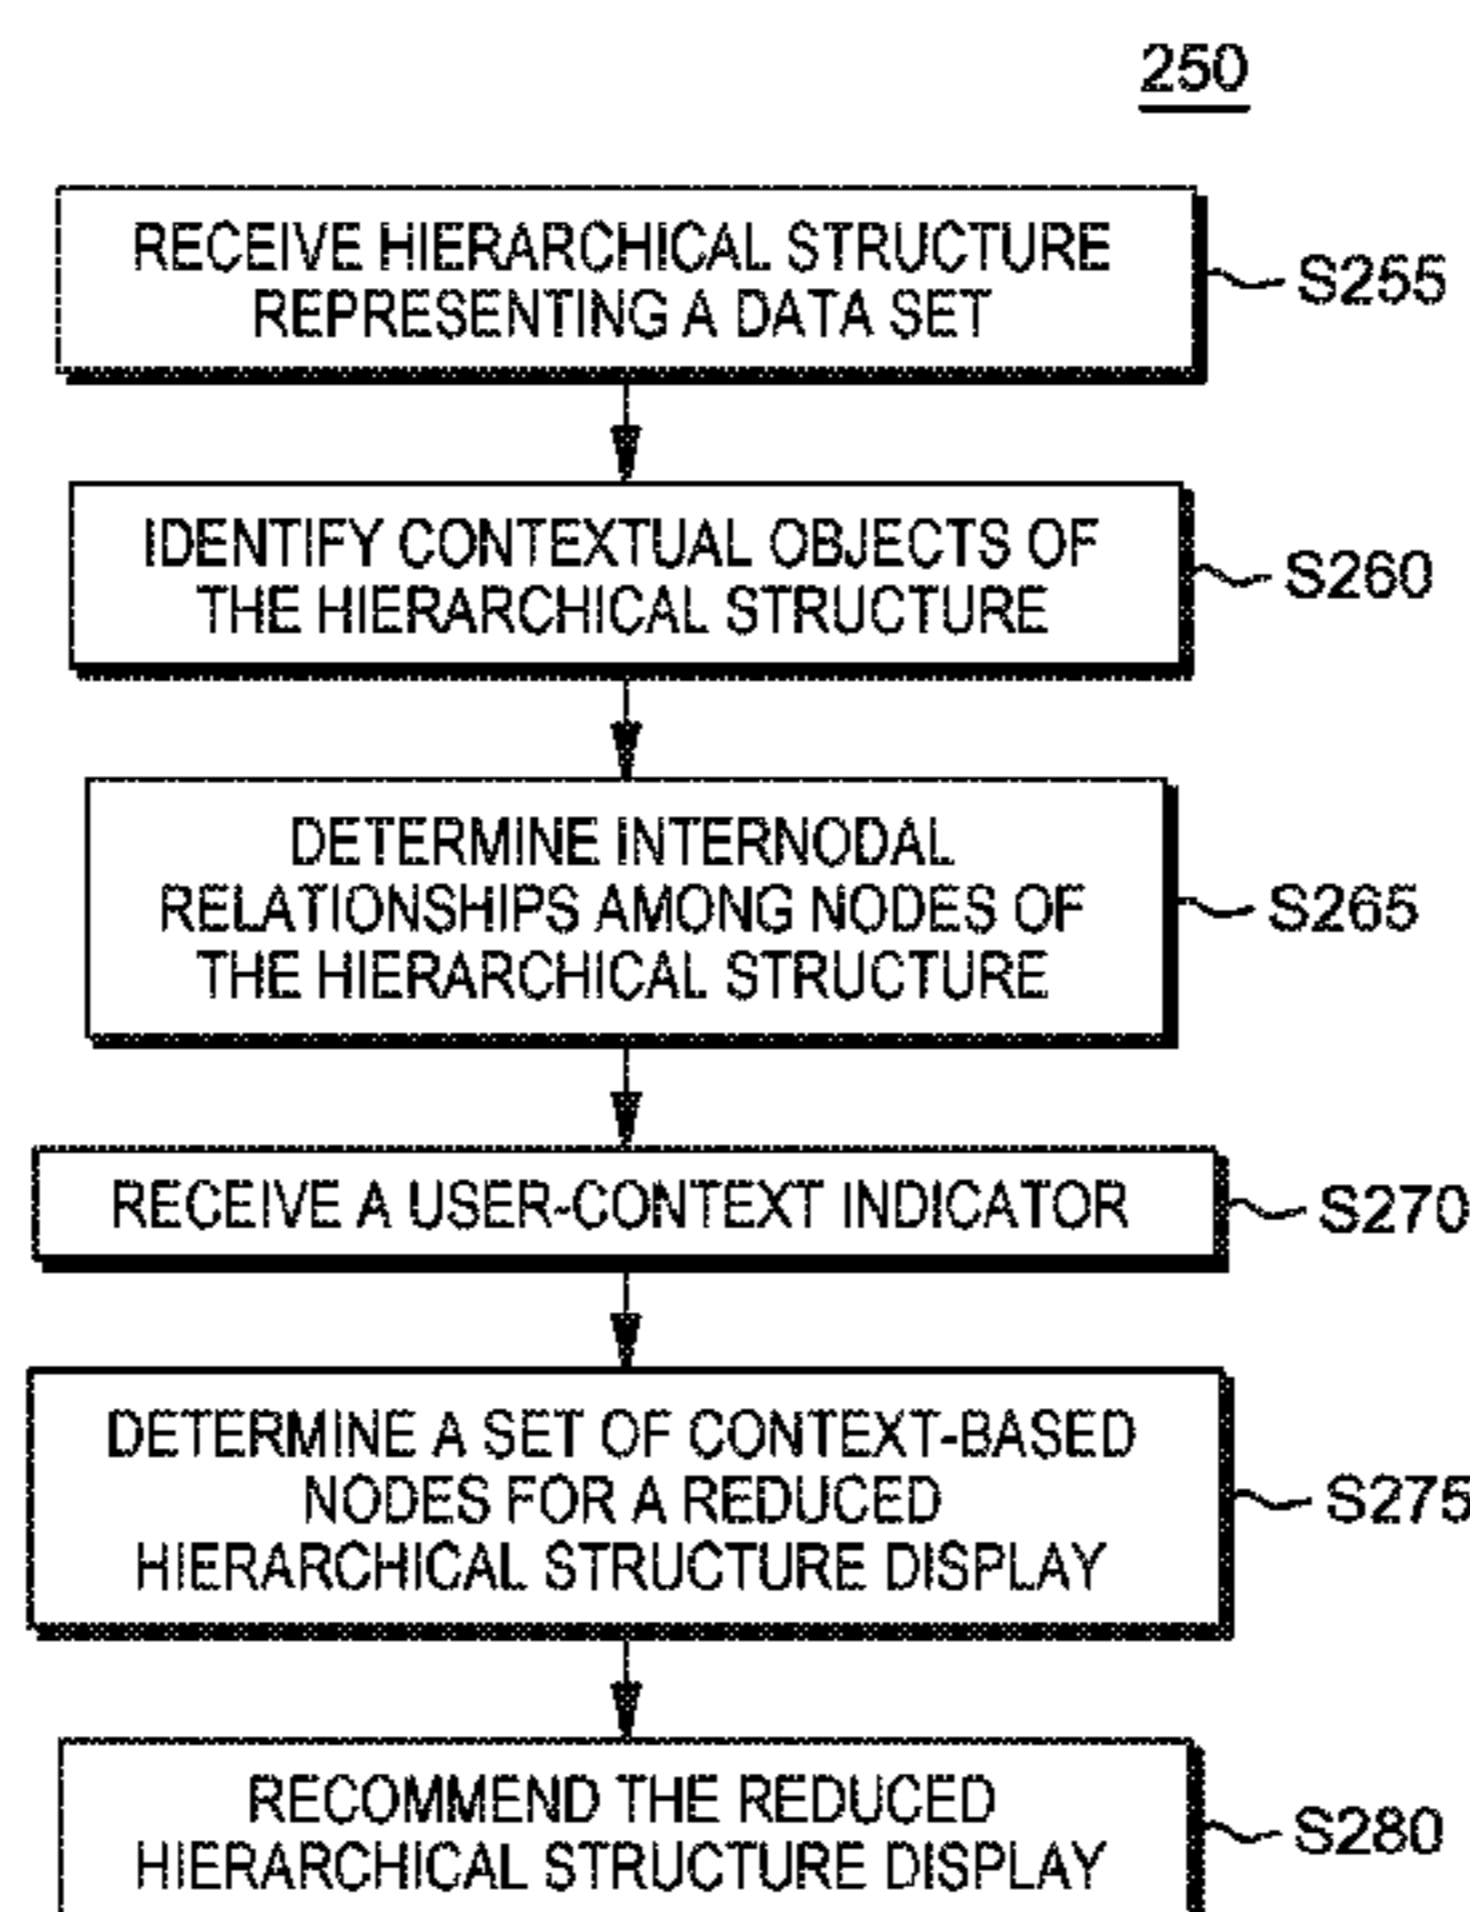 250
RECEIVE HIERARCHICAL STRUCTURE
REPRESENTING A DATA SET
S255
IDENTIFY CONTEXTUAL OBJECTS OF
THE HIERARCHICAL STRUCTURE
S260
DETERMINE INTERNODAL
RELATIONSHIPS AMONG NODES OF
THE HIERARCHICAL STRUCTURE
S265
RECEIVE A USER-CONTEXT INDICATOR
S270
DETERMINE A SET OF CONTEXT-BASED
NODES FOR A REDUCED
HIERARCHICAL STRUCTURE DISPLAY
S275
RECOMMEND THE REDUCED
HIERARCHICAL STRUCTURE DISPLAY
S280